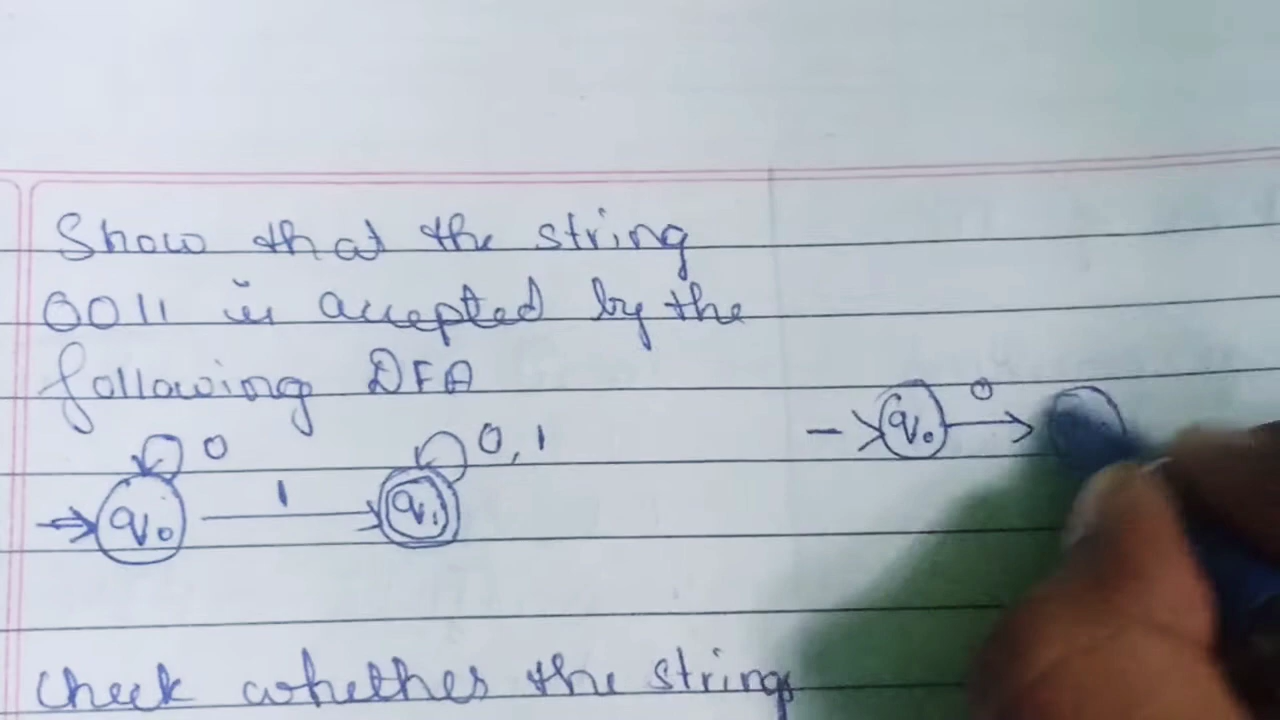 Show that the string
0011 is accepted by the
following DFA
0 0, 1
q0 1 q1
q0 0
Check whether the string